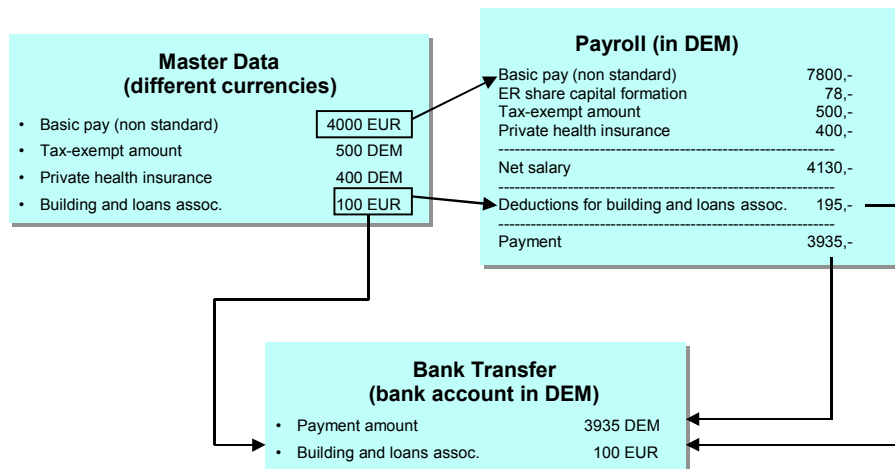 Master Data
(different currencies)
• Basic pay (non standard) 4000 EUR
• Tax-exempt amount 500 DEM
• Private health insurance 400 DEM
• Building and loans assoc. 100 EUR
Payroll (in DEM)
Basic pay (non standard) 7800,-
ER share capital formation 78,-
Tax-exempt amount 500,-
Private health insurance 400,-
----------------------------------------------------------------
Net salary 4130,-
----------------------------------------------------------------
Deductions for building and loans assoc. 195,-
----------------------------------------------------------------
Payment 3935,-
Bank Transfer
(bank account in DEM)
• Payment amount 3935 DEM
• Building and loans assoc. 100 EUR